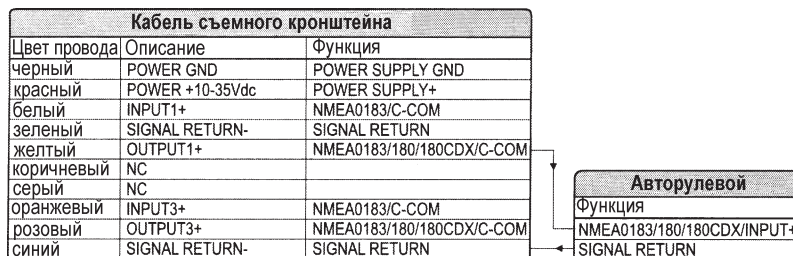 Кабель съемного кронштейна
Цвет провода Описание Функция
черный POWER GND POWER SUPPLY GND
красный POWER +10-35Vdc POWER SUPPLY+
белый INPUT1+ NMEA0183/C-COM
зеленый SIGNAL RETURN- SIGNAL RETURN
желтый OUTPUT1+ NMEA0183/180/180CDX/C-COM
коричневый NC
серый NC
оранжевый INPUT3+ NMEA0183/C-COM
розовый OUTPUT3+ NMEA0183/180/180CDX/C-COM
синий SIGNAL RETURN- SIGNAL RETURN
Авторулевой
Функция
NMEA0183/180/180CDX/INPUT+
SIGNAL RETURN